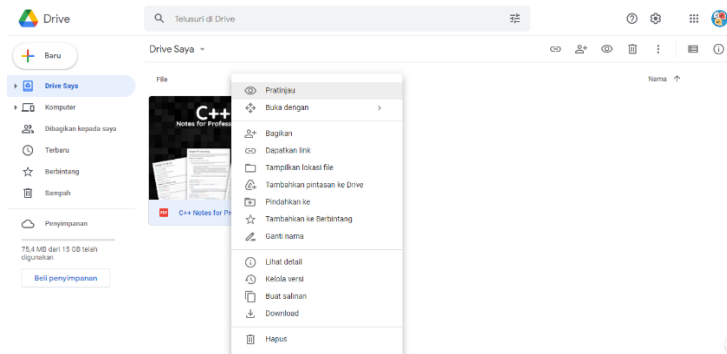 Drive
Telusuri di Drive
Baru
Drive Saya
File
Nama
Drive Saya
Komputer
Dibagikan kepada saya
Terbaru
Berbintang
Sampah
Penyimpanan
75,4 MB dari 15 GB telah
digunakan
Beli penyimpanan
C++
Notes for Profess
PDF
C++ Notes for Pr
Pratinjau
Buka dengan
Bagikan
Dapatkan link
Tampilkan lokasi file
Tambahkan pintasan ke Drive
Pindahkan ke
Tambahkan ke Berbintang
Ganti nama
Lihat detail
Kelola versi
Buat salinan
Download
Hapus